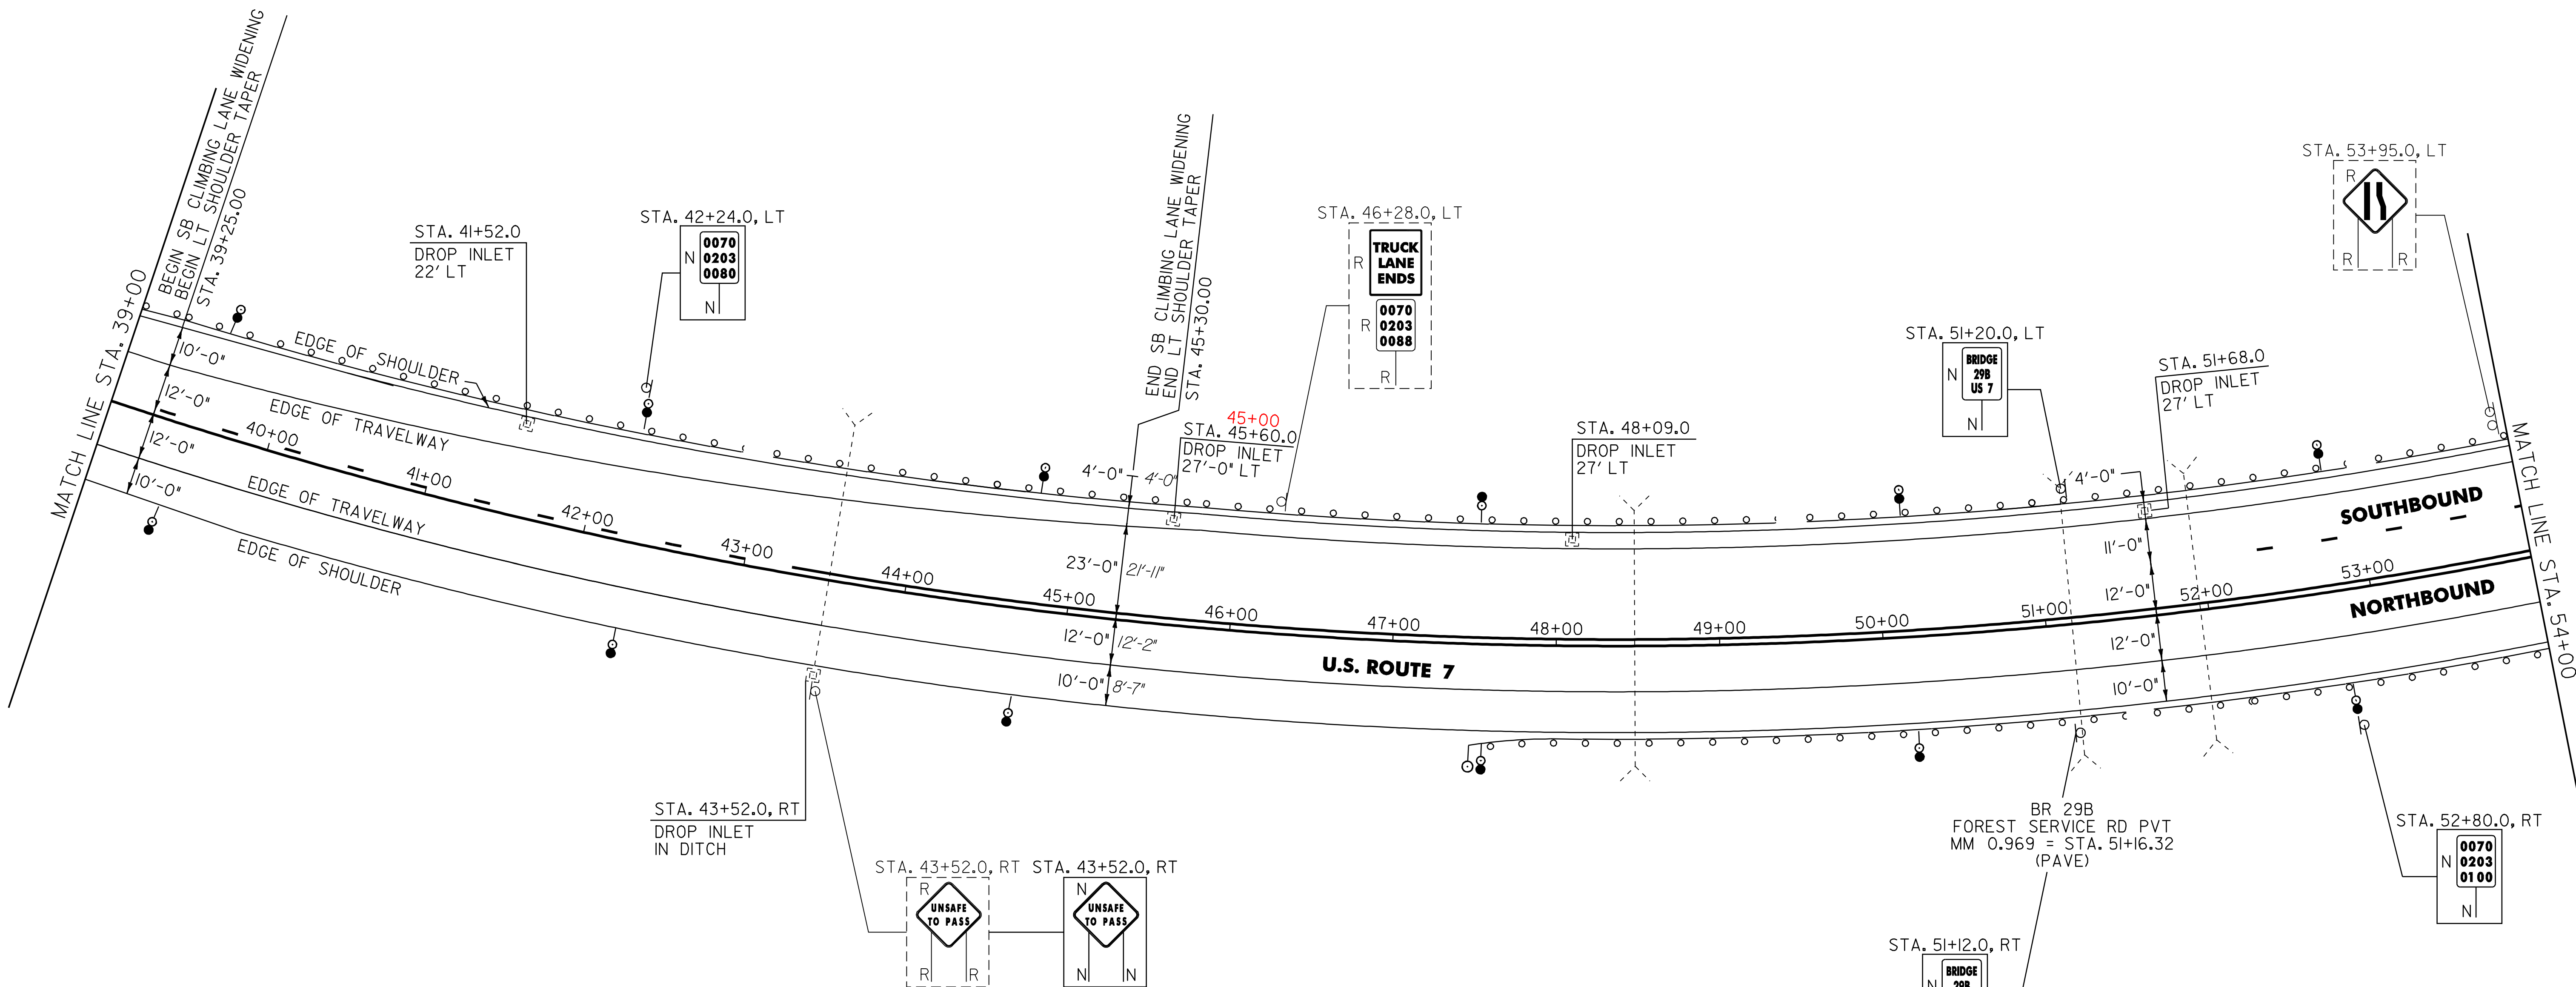 MATCH LINE STA. 39+00
BEGIN SB CLIMBING LANE WIDENING
BEGIN LT SHOULDER TAPER
STA. 39+25.00
10'-0"
12'-0"
12'-0"
10'-0"
EDGE OF SHOULDER
EDGE OF TRAVELWAY
EDGE OF TRAVELWAY
EDGE OF SHOULDER
STA. 41+52.0
DROP INLET
22' LT
STA. 42+24.0, LT
N
0070
0203
0080
N
40+00
41+00
42+00
43+00
44+00
45+00
46+00
47+00
48+00
49+00
50+00
51+00
52+00
53+00
END SB CLIMBING LANE WIDENING
END LT SHOULDER TAPER
STA. 45+30.00
4'-0" 4'-0"
23'-0" 21'-11"
12'-0" 12'-2"
10'-0" 8'-7"
45+00
STA. 45+60.0
DROP INLET
27'-0" LT
STA. 46+28.0, LT
R
TRUCK
LANE
ENDS
R
0070
0203
0088
R
STA. 48+09.0
DROP INLET
27' LT
STA. 51+20.0, LT
N
BRIDGE
29B
US 7
N
STA. 51+68.0
DROP INLET
27' LT
4'-0"
11'-0"
12'-0"
12'-0"
10'-0"
STA. 53+95.0, LT
R
R R
SOUTHBOUND
NORTHBOUND
U.S. ROUTE 7
MATCH LINE STA. 54+00
STA. 43+52.0, RT
DROP INLET
IN DITCH
STA. 43+52.0, RT
R
UNSAFE
TO PASS
R R
STA. 43+52.0, RT
N
UNSAFE
TO PASS
N N
BR 29B
FOREST SERVICE RD PVT
MM 0.969 = STA. 51+16.32
(PAVE)
STA. 51+12.0, RT
N
BRIDGE
29B
STA. 52+80.0, RT
N
0070
0203
0100
N